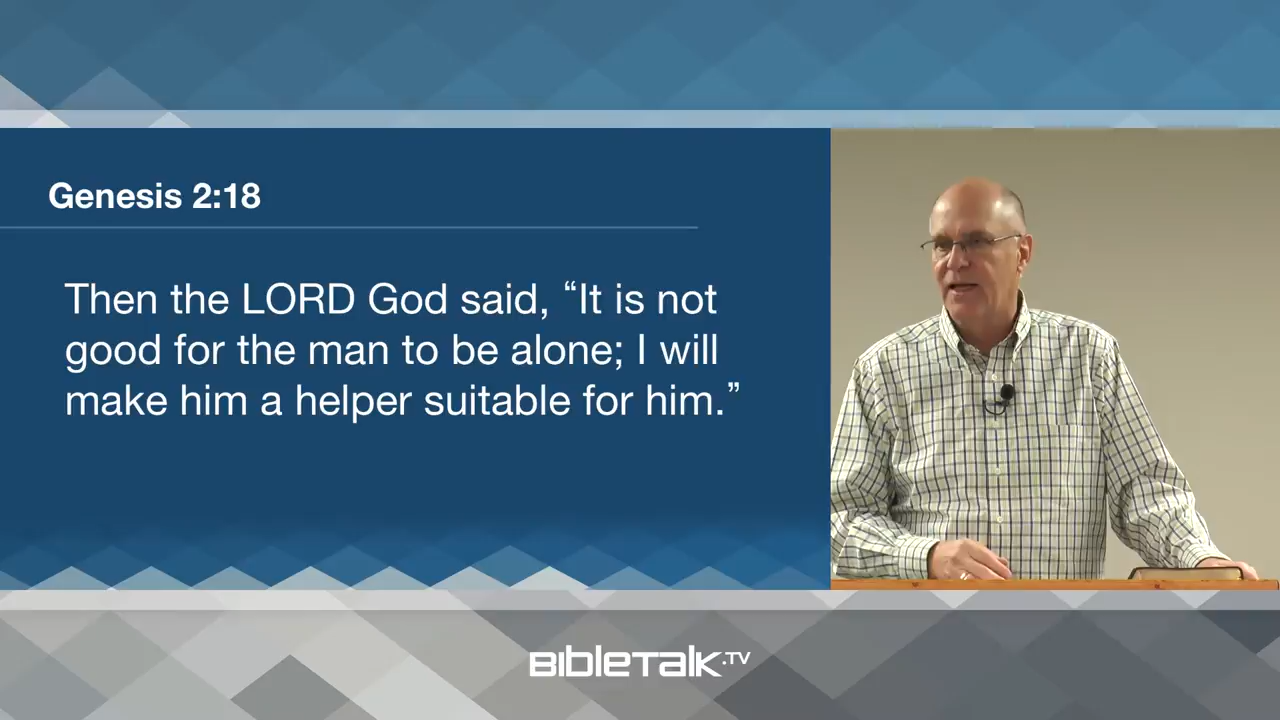 Genesis 2:18
Then the LORD God said, “It is not
good for the man to be alone; I will
make him a helper suitable for him.”
BIBLETALK.TV